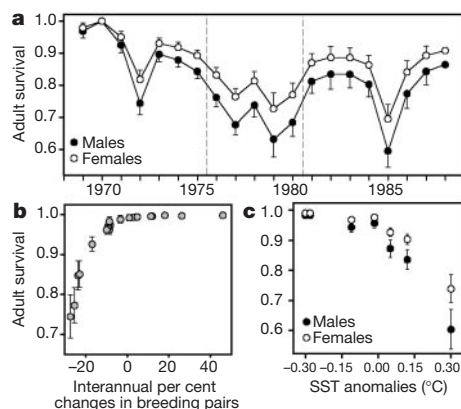 a
Adult survival
1.0
0.9
0.8
0.7
0.6
Males
Females
1970
1975
1980
1985
b
Adult survival
1.0
0.9
0.8
0.7
−20
0
20
40
Interannual per cent
changes in breeding pairs
c
1.0
0.9
0.8
0.7
0.6
Males
Females
−0.30
−0.15
0.00
0.15
0.30
SST anomalies (°C)